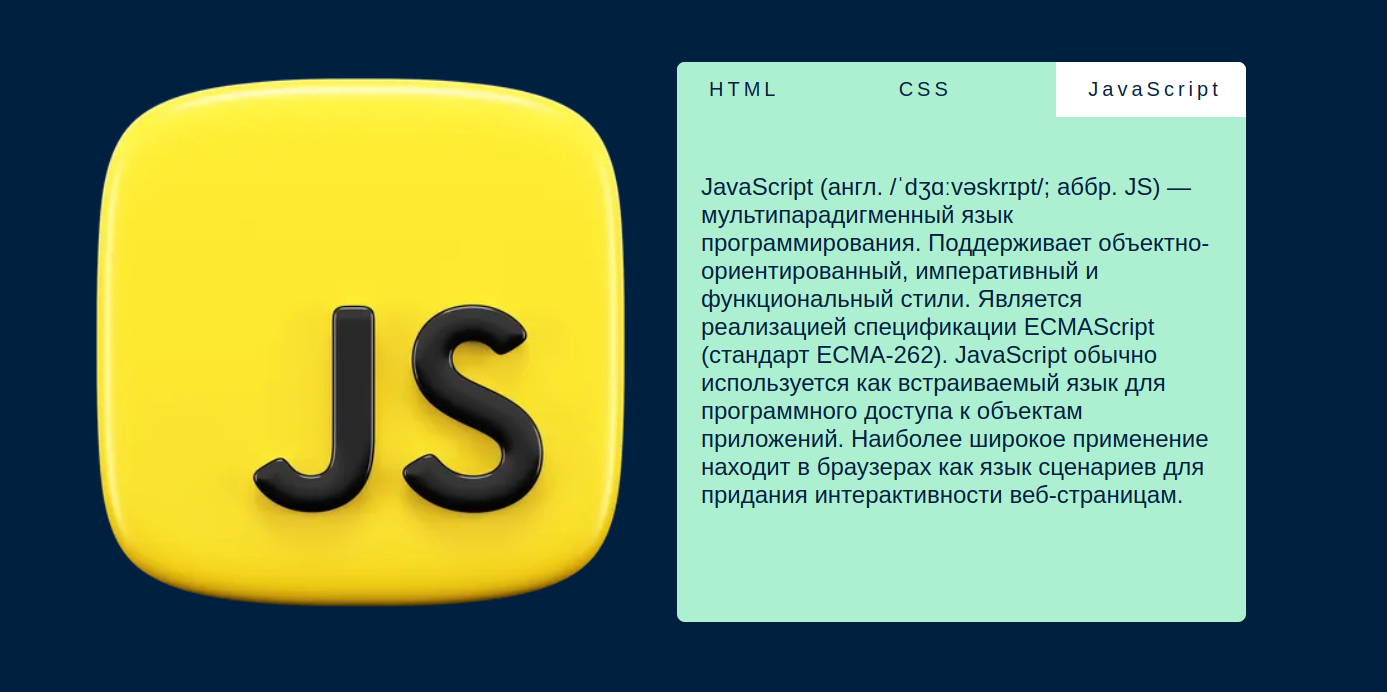 JS
HTML
CSS
JavaScript
JavaScript (англ. /ˈdʒɑːvəskrɪpt/; аббр. JS) —
мультипарадигменный язык
программирования. Поддерживает объектно-
ориентированный, императивный и
функциональный стили. Является
реализацией спецификации ECMAScript
(стандарт ECMA-262). JavaScript обычно
используется как встраиваемый язык для
программного доступа к объектам
приложений. Наиболее широкое применение
находит в браузерах как язык сценариев для
придания интерактивности веб-страницам.